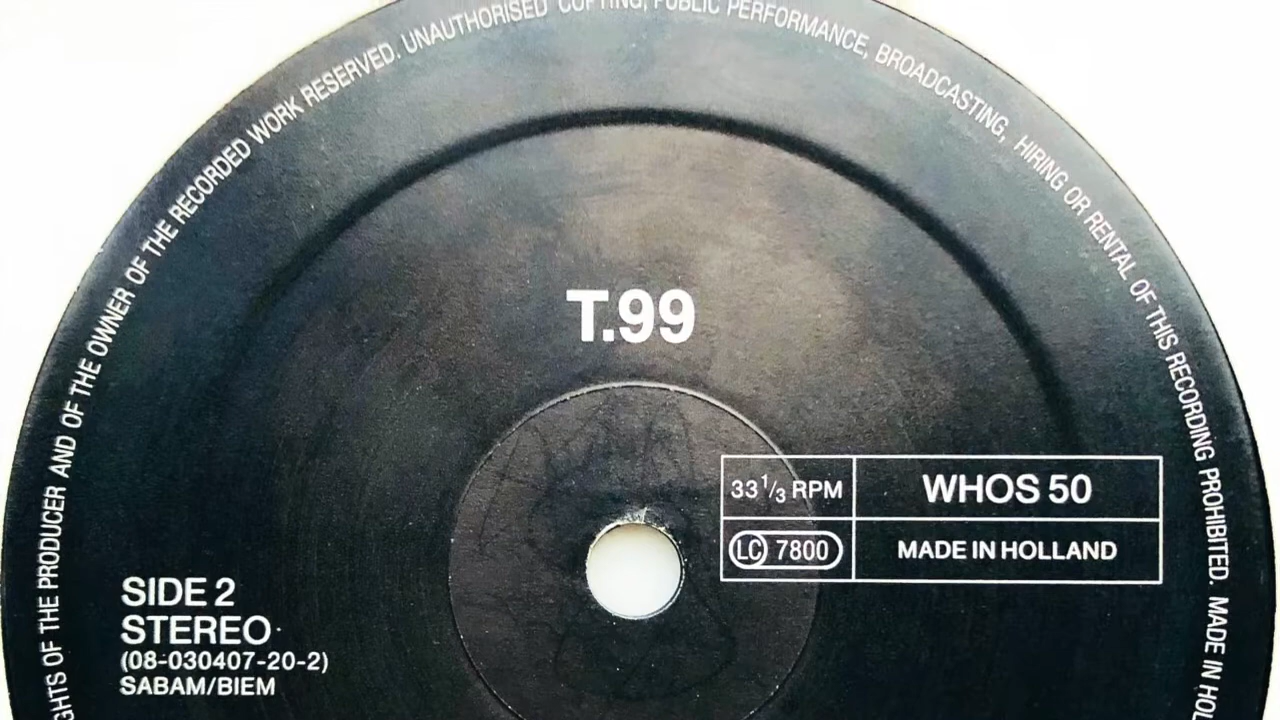 GHTS OF THE PRODUCER AND OF THE OWNER OF THE RECORDED WORK RESERVED. UNAUTHORISED COPYING, PUBLIC PERFORMANCE, BROADCASTING, HIRING OR RENTAL OF THIS RECORDING PROHIBITED. MADE IN HOL
T.99
33 1/3 RPM
WHOS 50
LC 7800
MADE IN HOLLAND
SIDE 2
STEREO
(08-030407-20-2)
SABAM/BIEM